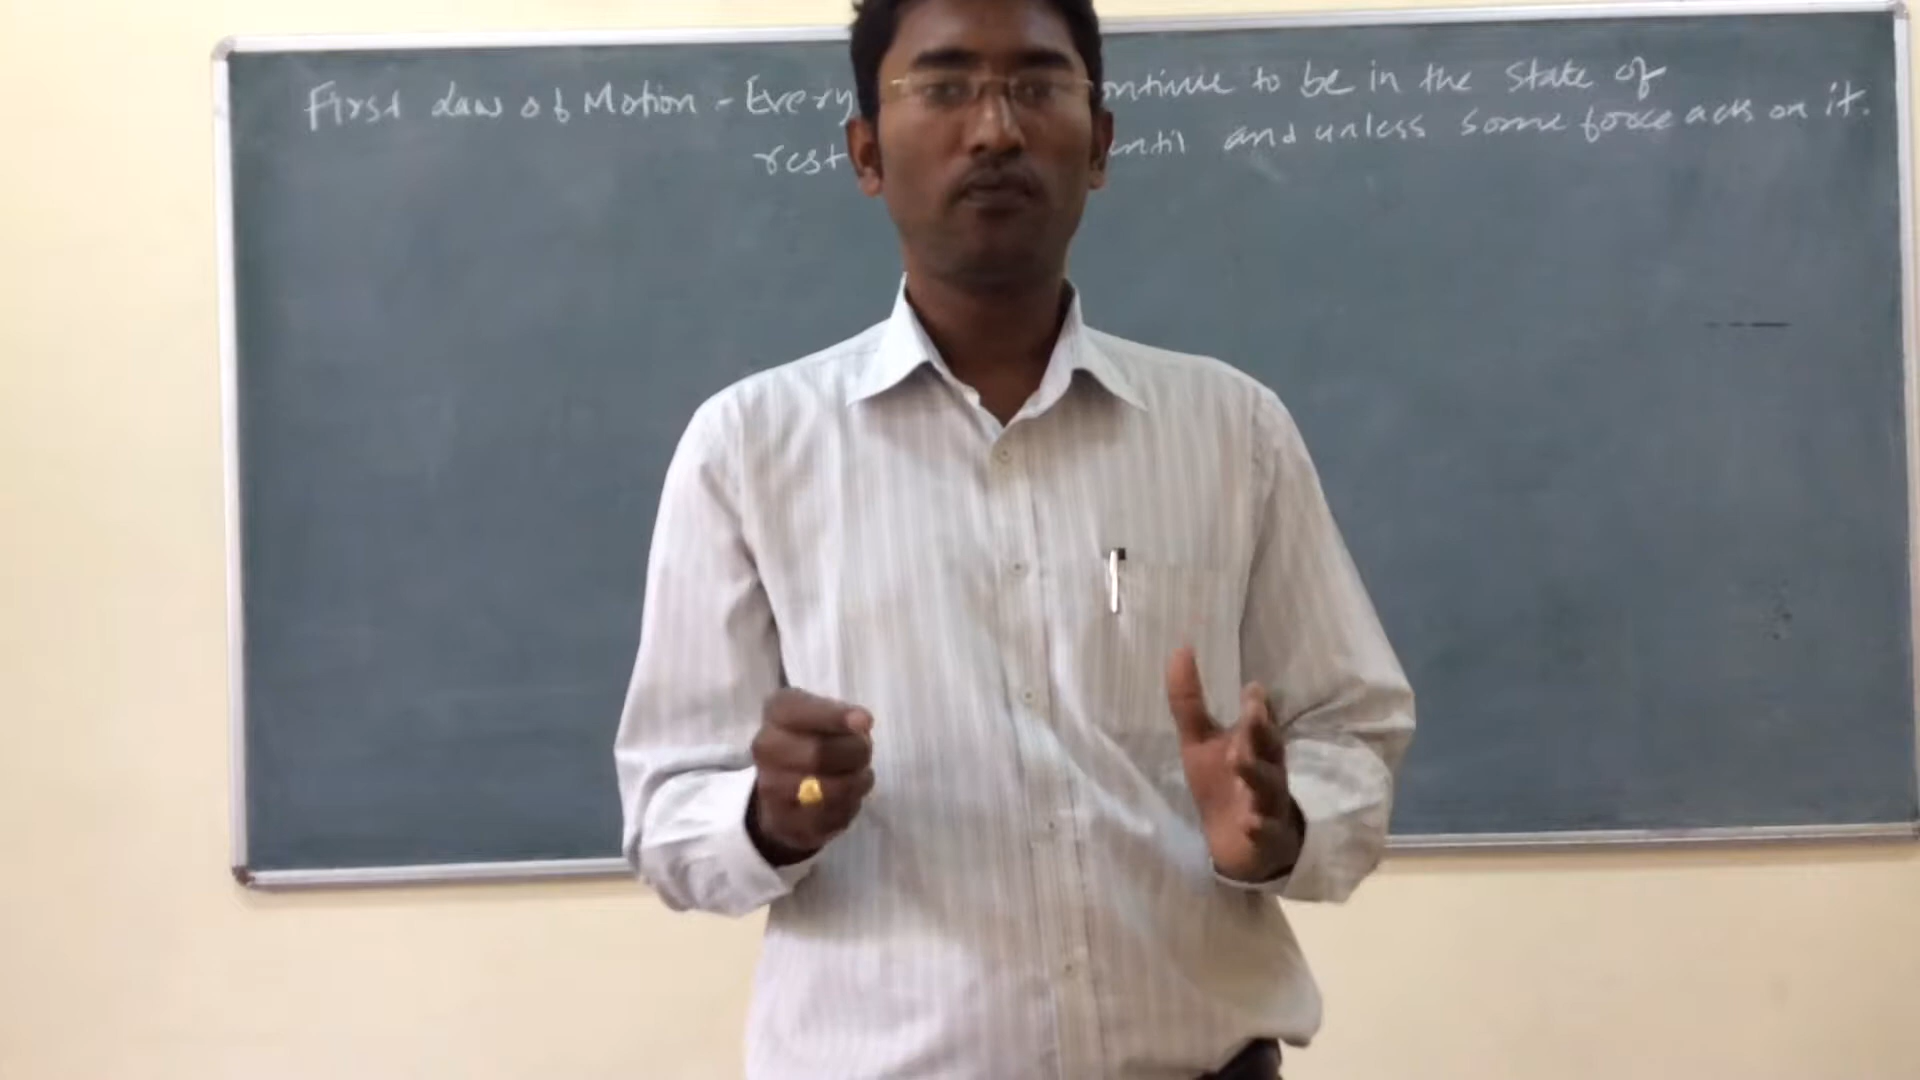 First Law of Motion - Every ontinue to be in the state of
rest until and unless some force acts on it.